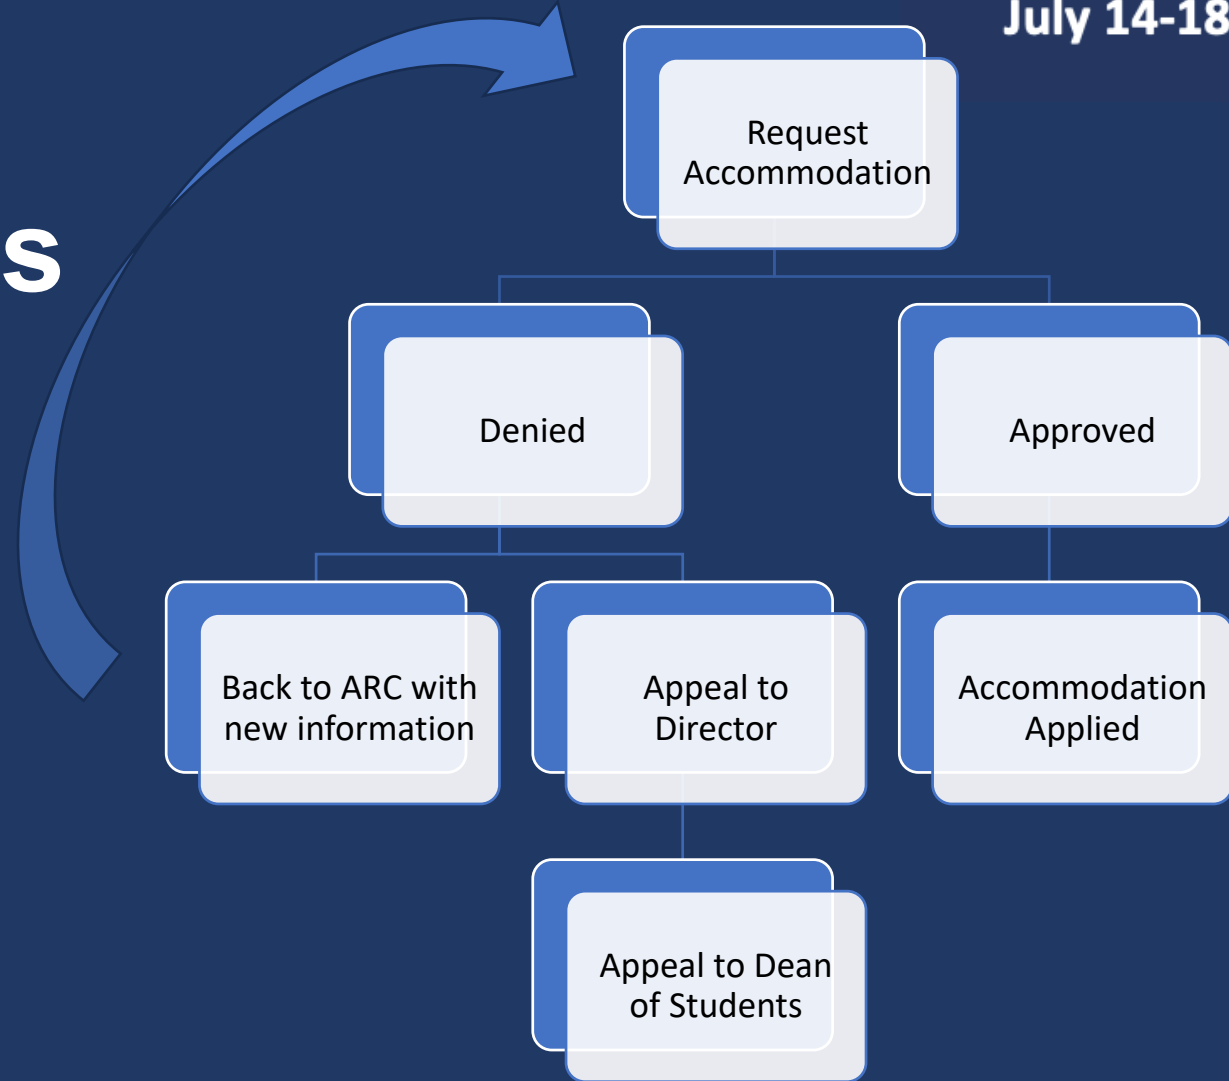 July 14-18
s
Request
Accommodation
Denied
Approved
Back to ARC with
new information
Appeal to
Director
Accommodation
Applied
Appeal to Dean
of Students